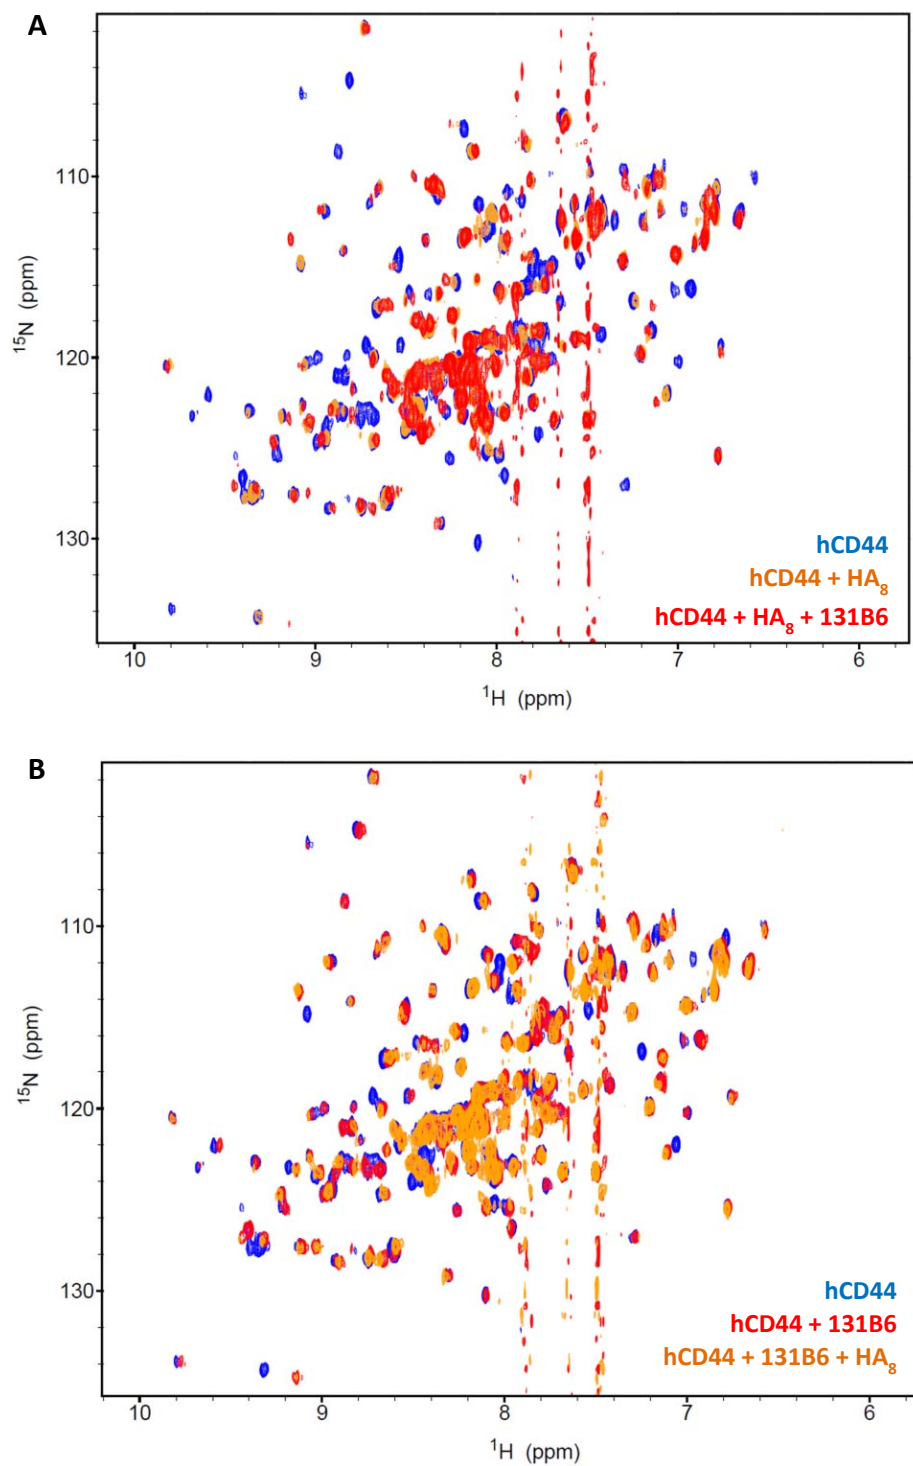 A
110
120
130
15N (ppm)
hCD44
hCD44 + HA8
hCD44 + HA8 + 131B6
10 9 8 7 6
1H (ppm)
B
110
120
130
15N (ppm)
hCD44
hCD44 + 131B6
hCD44 + 131B6 + HA8
10 9 8 7 6
1H (ppm)